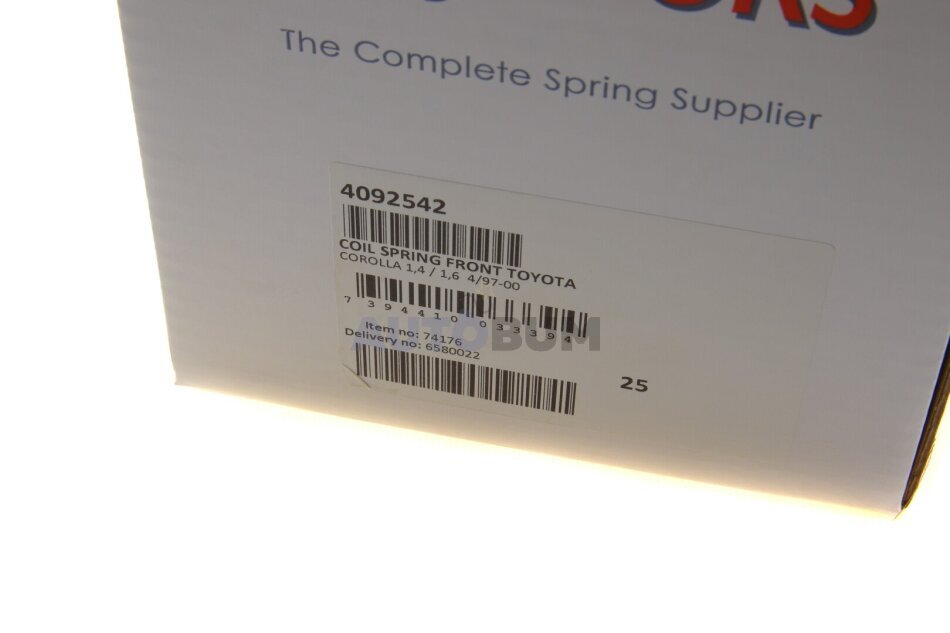 The Complete Spring Supplier
4092542
COIL SPRING FRONT TOYOTA
COROLLA 1,4 / 1,6 4/97-00
7 394410 033394
AUTOBUM
Item no: 74176
Delivery no: 6580022
25